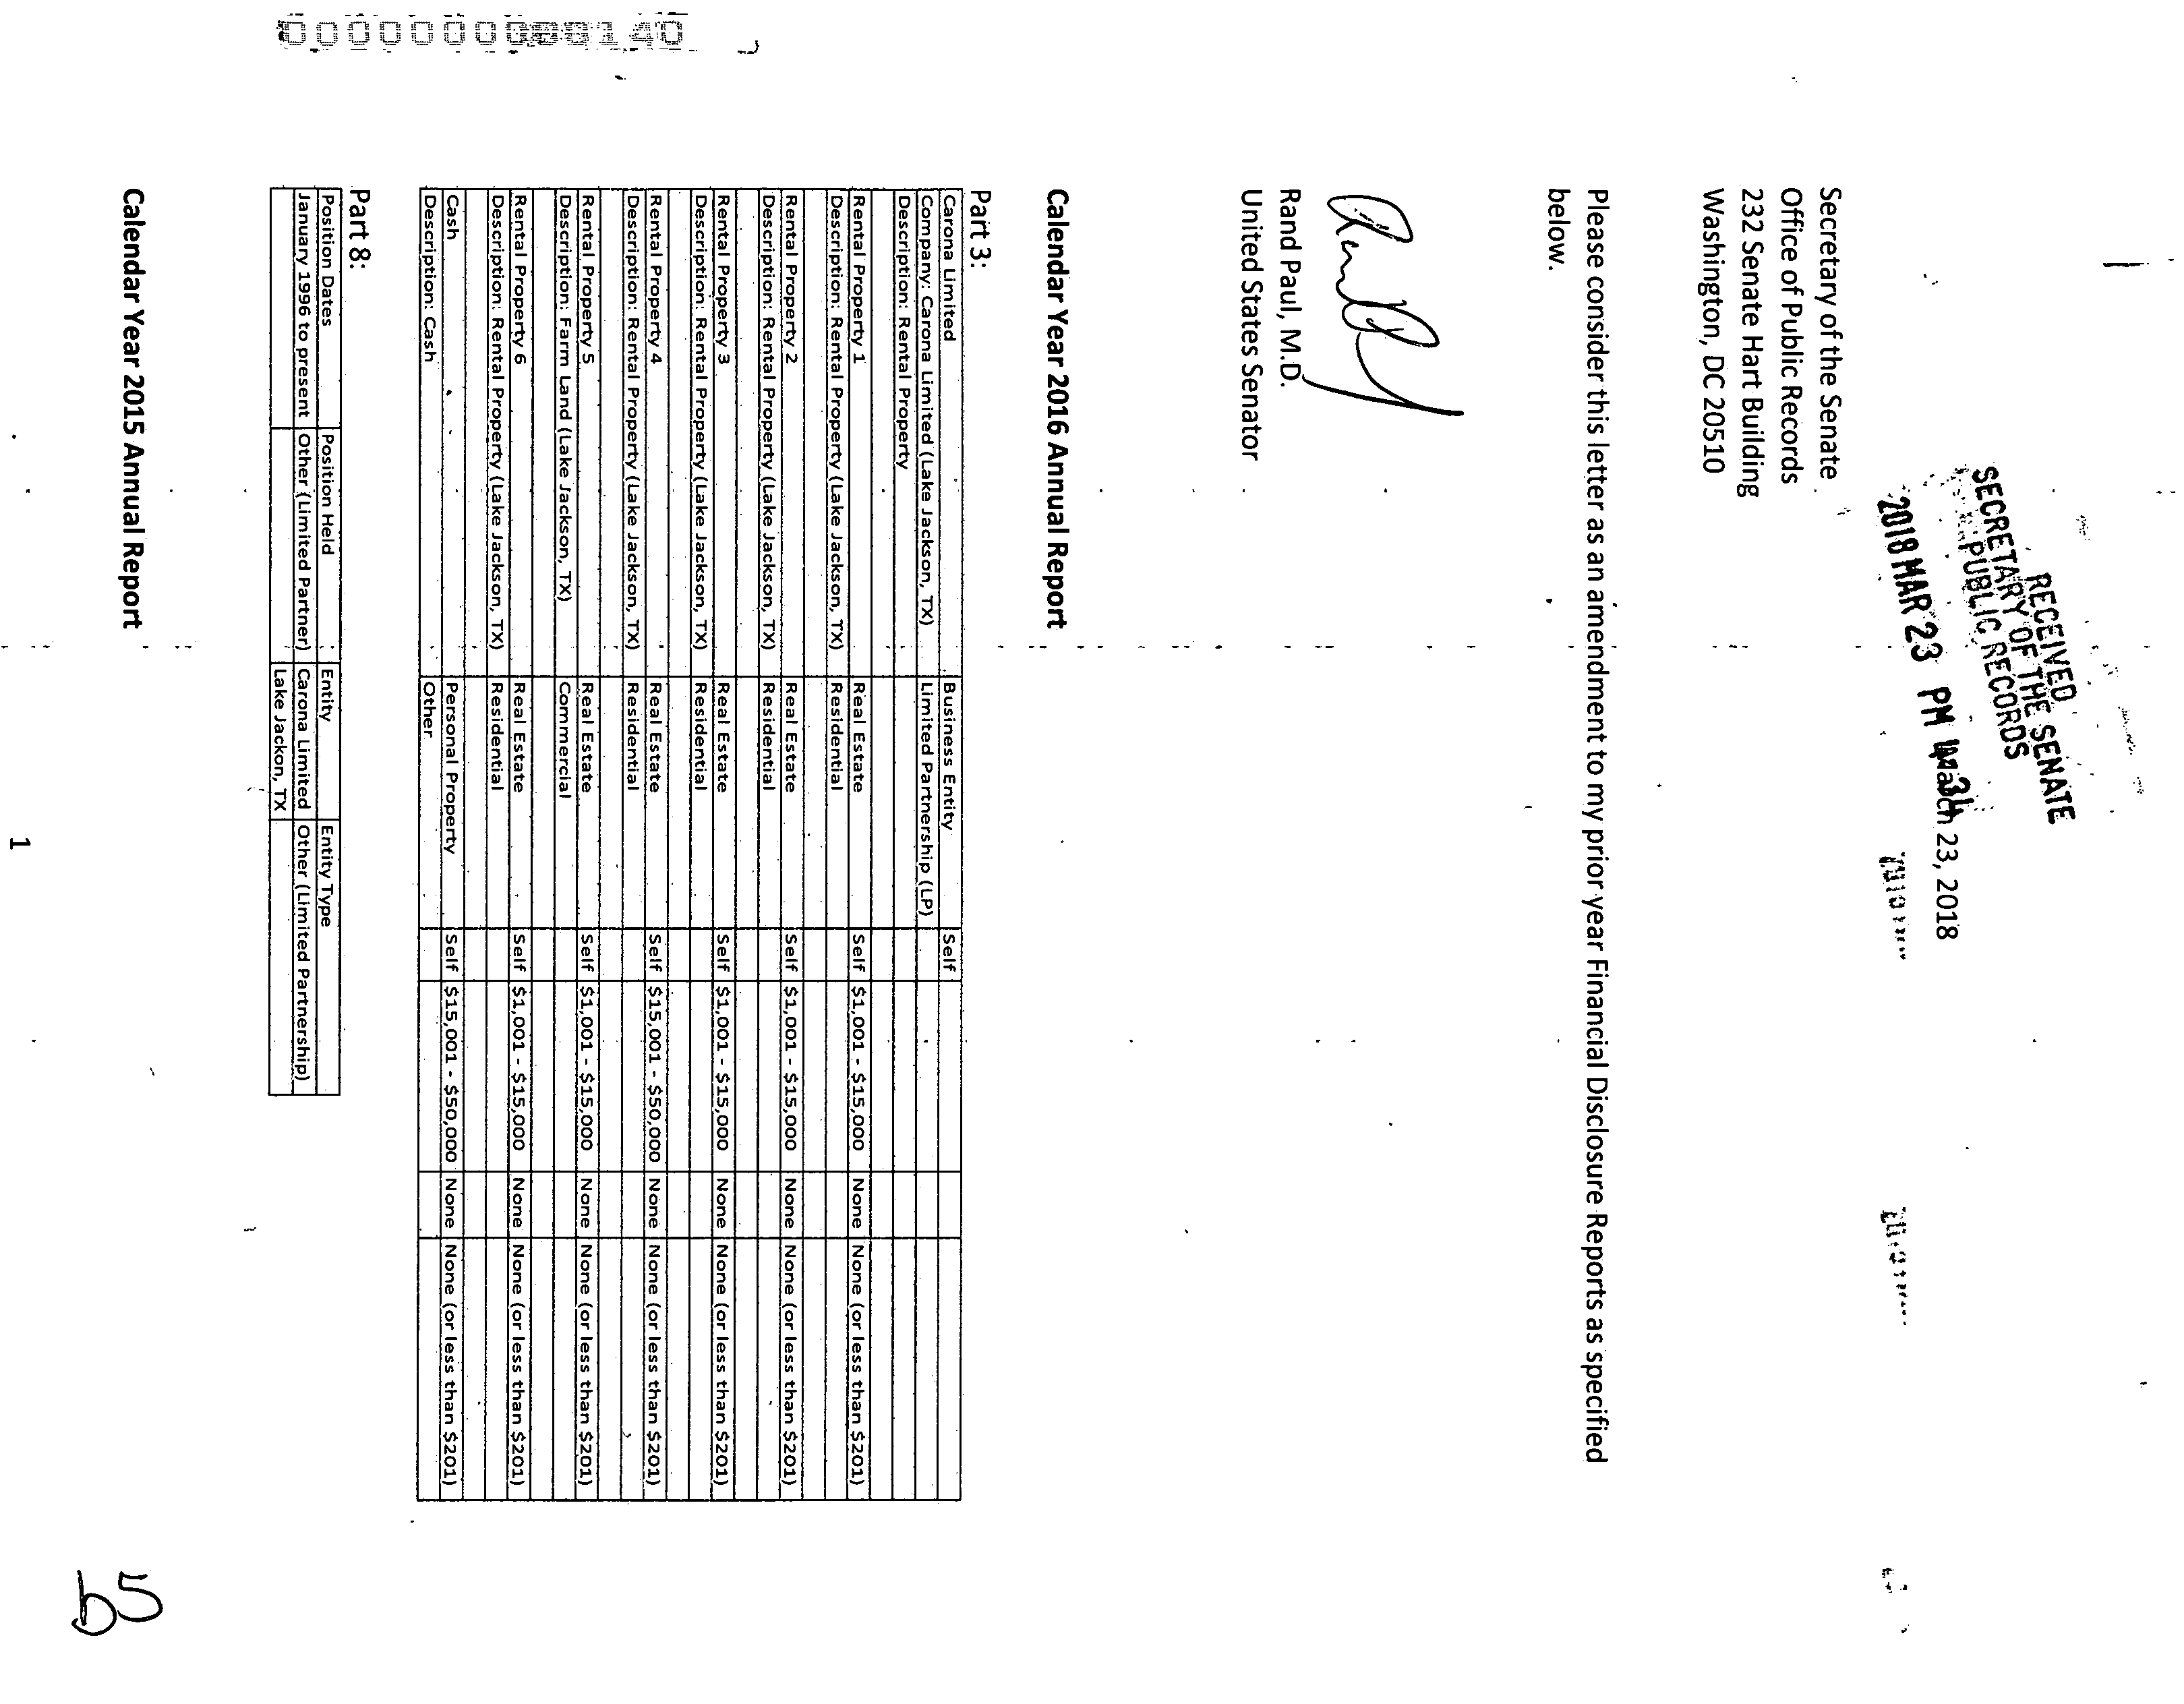 RECEIVED
SECRETARY OF THE SENATE
PUBLIC RECORDS
2018 MAR 23 PM
March 23, 2018
Secretary of the Senate
Office of Public Records
232 Senate Hart Building
Washington, DC 20510
Please consider this letter as an amendment to my prior year Financial Disclosure Reports as specified
below.
Rand Paul, M.D.
United States Senator
Calendar Year 2016 Annual Report
Part 3:
Carona Limited Business Entity Self
Company: Carona Limited (Lake Jackson, TX) Limited Partnership (LP)
Description: Rental Property
Rental Property 1 Real Estate Self $1,001 - $15,000 None None (or less than $201)
Description: Rental Property (Lake Jackson, TX) Residential
Rental Property 2 Real Estate Self $1,001 - $15,000 None None (or less than $201)
Description: Rental Property (Lake Jackson, TX) Residential
Rental Property 3 Real Estate Self $1,001 - $15,000 None None (or less than $201)
Description: Rental Property (Lake Jackson, TX) Residential
Rental Property 4 Real Estate Self $15,001 - $50,000 None None (or less than $201)
Description: Rental Property (Lake Jackson, TX) Residential
Rental Property 5 Real Estate Self $1,001 - $15,000 None None (or less than $201)
Description: Farm Land (Lake Jackson, TX) Commercial
Rental Property 6 Real Estate Self $1,001 - $15,000 None None (or less than $201)
Description: Rental Property (Lake Jackson, TX) Residential
Cash Personal Property Self $15,001 - $50,000 None None (or less than $201)
Description: Cash Other
Part 8:
Position Dates Position Held Entity Entity Type
January 1996 to present Other (Limited Partner) Carona Limited Other (Limited Partnership)
Lake Jackon, TX
Calendar Year 2015 Annual Report
1